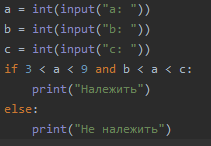 a = int(input("a: "))
b = int(input("b: "))
c = int(input("c: "))
if 3 < a < 9 and b < a < c:
    print("Належить")
else:
    print("Не належить")